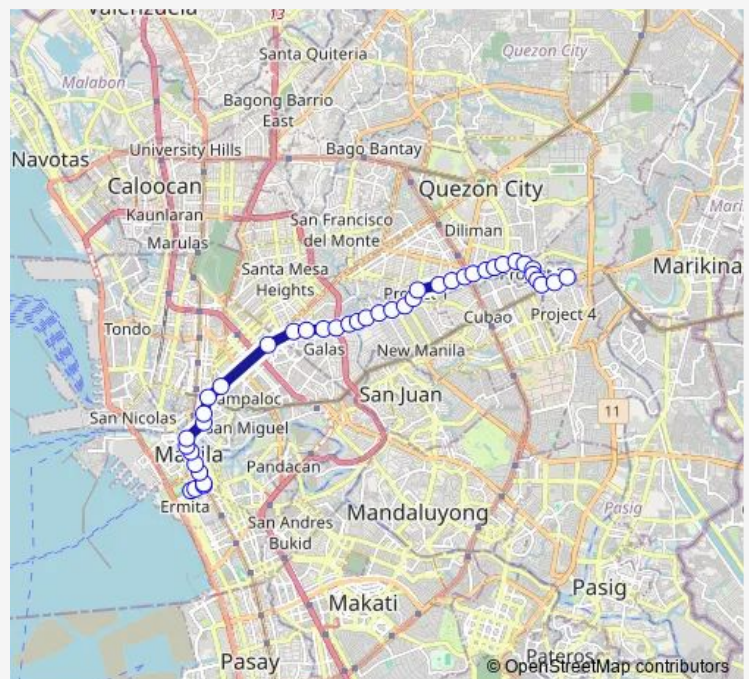 Valenzuela
13
Santa Quiteria
Quezon City
Malabon
Bagong Barrio
East
Navotas
University Hills
Bago Bantay
Caloocan
Quezon City
Kaunlaran
San Francisco
del Monte
Diliman
Marulas
Santa Mesa
Heights
Marikina
Tondo
Cubao
Project 4
Galas
New Manila
San Juan
San Nicolas
San Miguel
11
Manila
Pandacan
Ermita
San Andres
Bukid
Mandaluyong
Pasig
Pasig
Makati
Pasay
Pateros
© OpenStreetMap contributors